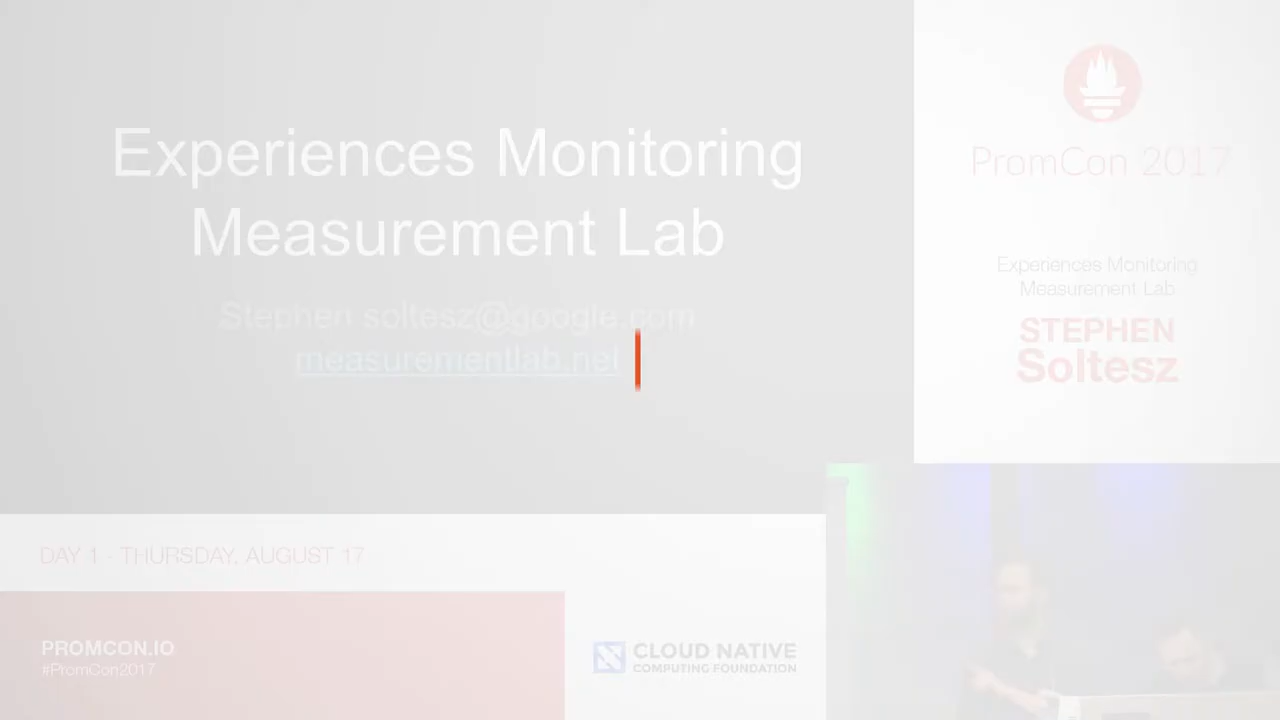 Experiences Monitoring
Measurement Lab
Stephen soltesz@google.com
measurementlab.net
PromCon 2017
Experiences Monitoring
Measurement Lab
STEPHEN
Soltesz
DAY 1 - THURSDAY, AUGUST 17
PROMCON.IO
#PromCon2017
CLOUD NATIVE
COMPUTING FOUNDATION